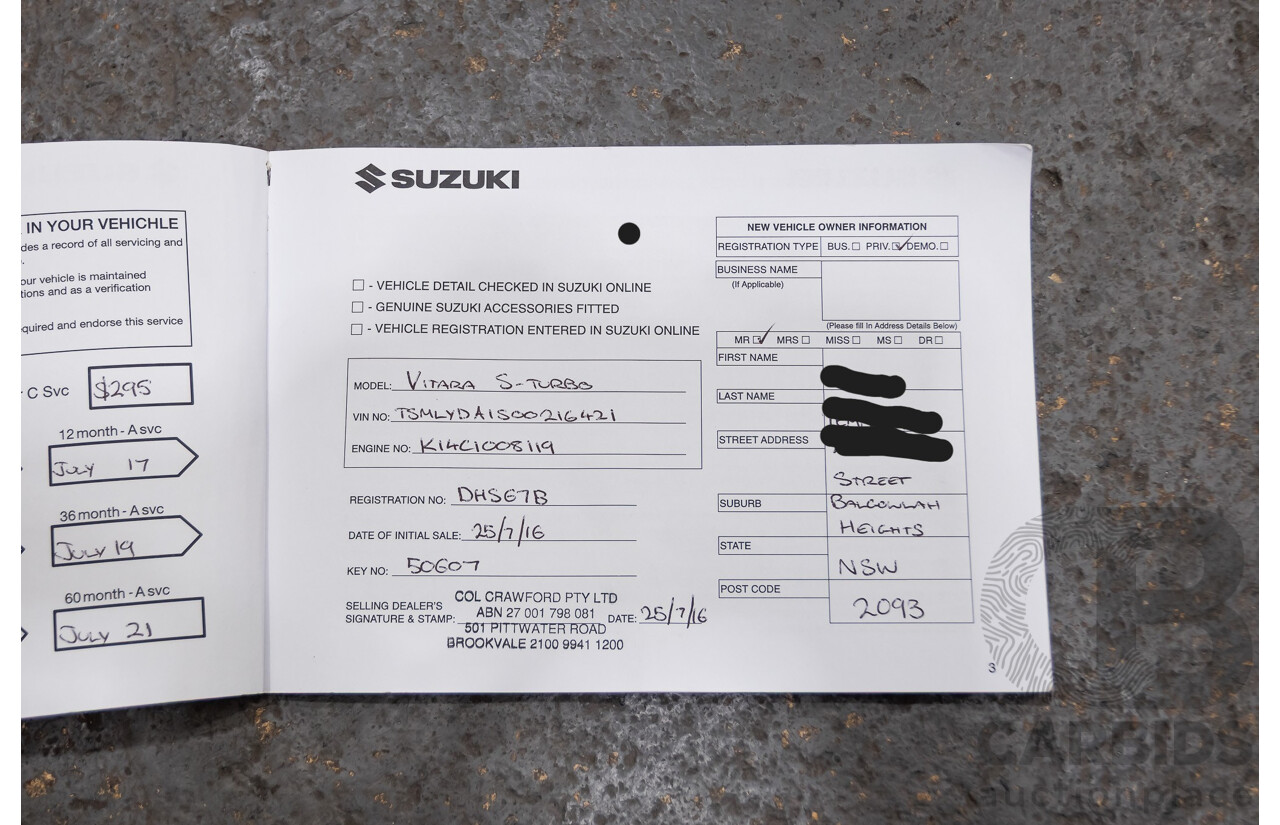 IN YOUR VEHICHLE
des a record of all servicing and
our vehicle is maintained
tions and as a verification
quired and endorse this service
C Svc $295
12 month - A svc
July 17
36 month - A svc
July 19
60 month - A svc
July 21
SUZUKI
- VEHICLE DETAIL CHECKED IN SUZUKI ONLINE
- GENUINE SUZUKI ACCESSORIES FITTED
- VEHICLE REGISTRATION ENTERED IN SUZUKI ONLINE
MODEL: VITARA S-TURBO
VIN NO: TSMLYDA1S00216421
ENGINE NO: K14C1008119
REGISTRATION NO: DHS67B
DATE OF INITIAL SALE: 25/7/16
KEY NO: 50607
SELLING DEALER'S
SIGNATURE & STAMP:
COL CRAWFORD PTY LTD
ABN 27 001 798 081
501 PITTWATER ROAD
BROOKVALE 2100 9941 1200
DATE: 25/7/16
NEW VEHICLE OWNER INFORMATION
REGISTRATION TYPE BUS. PRIV. DEMO.
BUSINESS NAME
(If Applicable)
(Please fill In Address Details Below)
MR MRS MISS MS DR
FIRST NAME
LAST NAME
STREET ADDRESS
STREET
SUBURB BALGOWLAH
HEIGHTS
STATE
NSW
POST CODE
2093
3
CAPBIDS
auctionplace